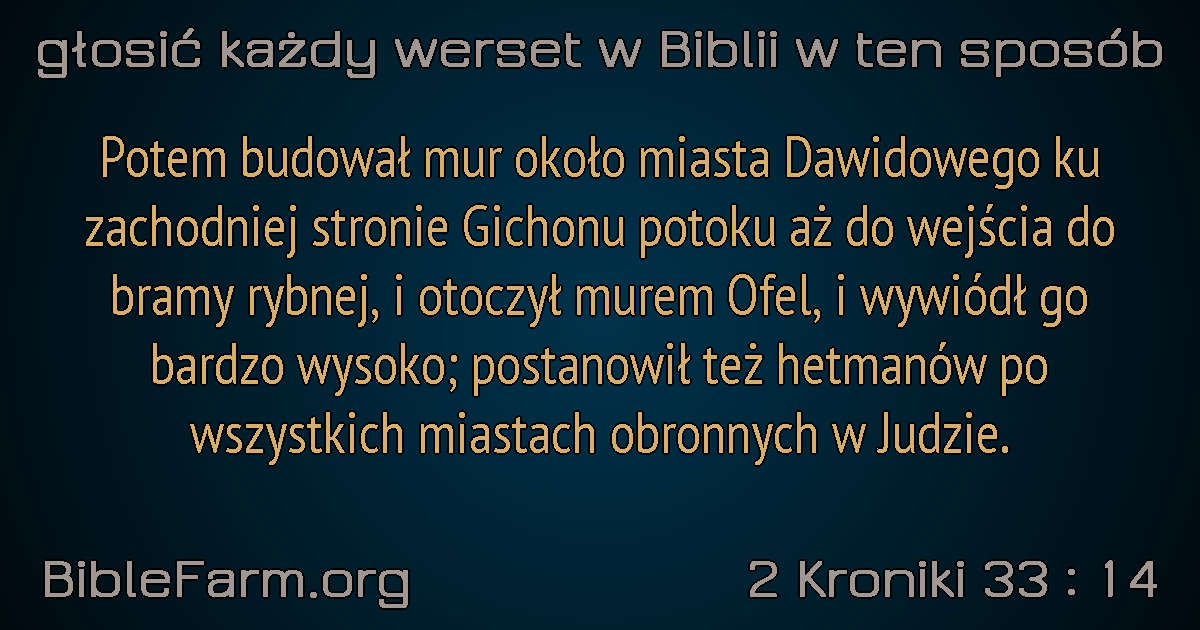 głosić każdy werset w Biblii w ten sposób
Potem budował mur około miasta Dawidowego ku
zachodniej stronie Gichonu potoku aż do wejścia do
bramy rybnej, i otoczył murem Ofel, i wywiódł go
bardzo wysoko; postanowił też hetmanów po
wszystkich miastach obronnych w Judzie.
BibleFarm.org
2 Kroniki 33 : 14